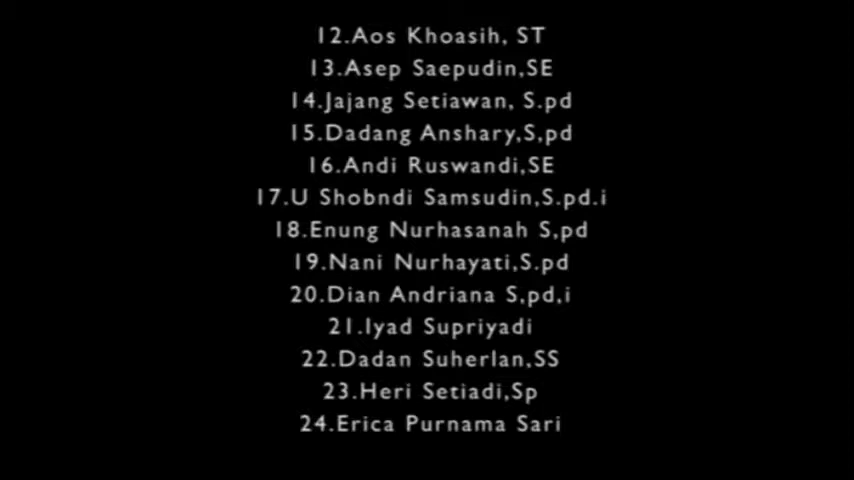 12.Aos Khoasih, ST
13.Asep Saepudin,SE
14.Jajang Setiawan, S.pd
15.Dadang Anshary,S,pd
16.Andi Ruswandi,SE
17.U Shobndi Samsudin,S.pd.i
18.Enung Nurhasanah S,pd
19.Nani Nurhayati,S.pd
20.Dian Andriana S,pd,i
21.Iyad Supriyadi
22.Dadan Suherlan,SS
23.Heri Setiadi,Sp
24.Erica Purnama Sari